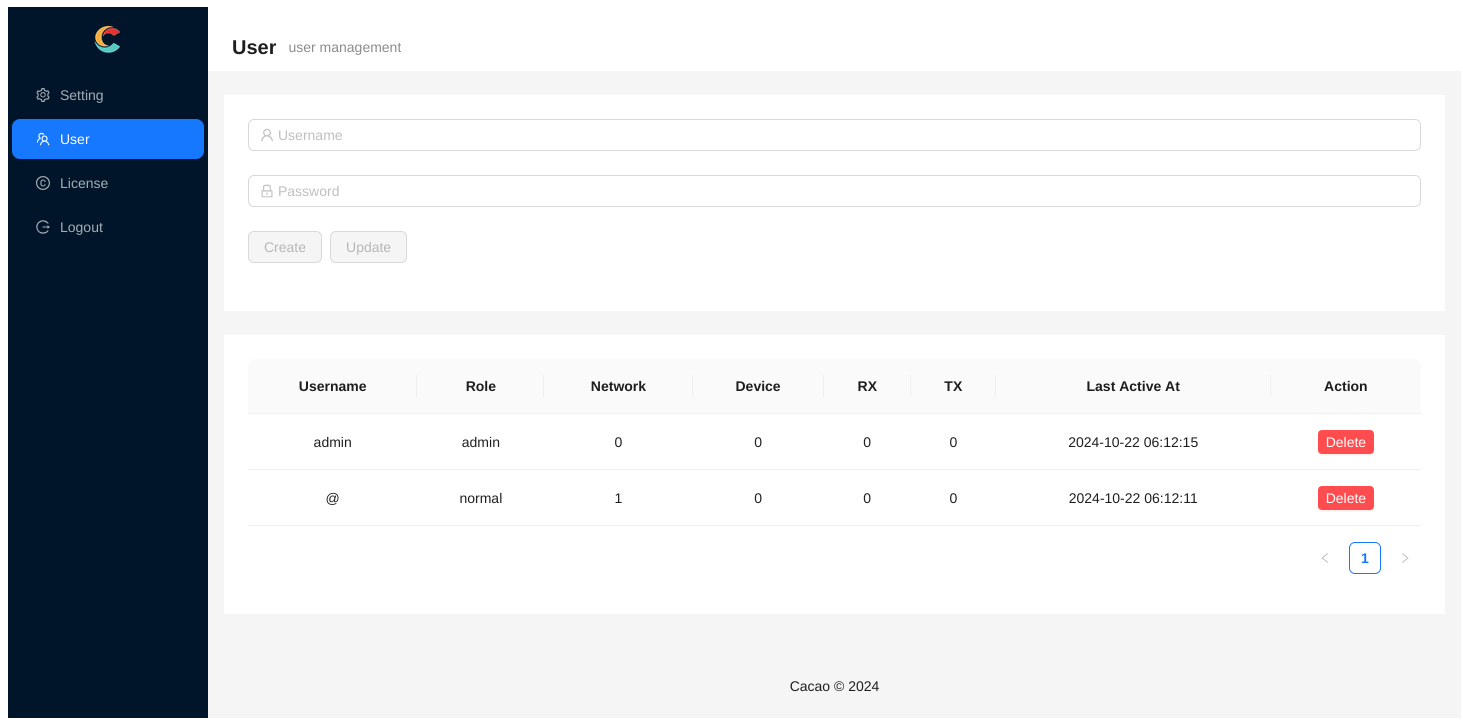 User user management
Setting
User
License
Logout
Username
Password
Create Update
Username Role Network Device RX TX Last Active At Action
admin admin 0 0 0 0 2024-10-22 06:12:15 Delete
@ normal 1 0 0 0 2024-10-22 06:12:11 Delete
1
Cacao © 2024